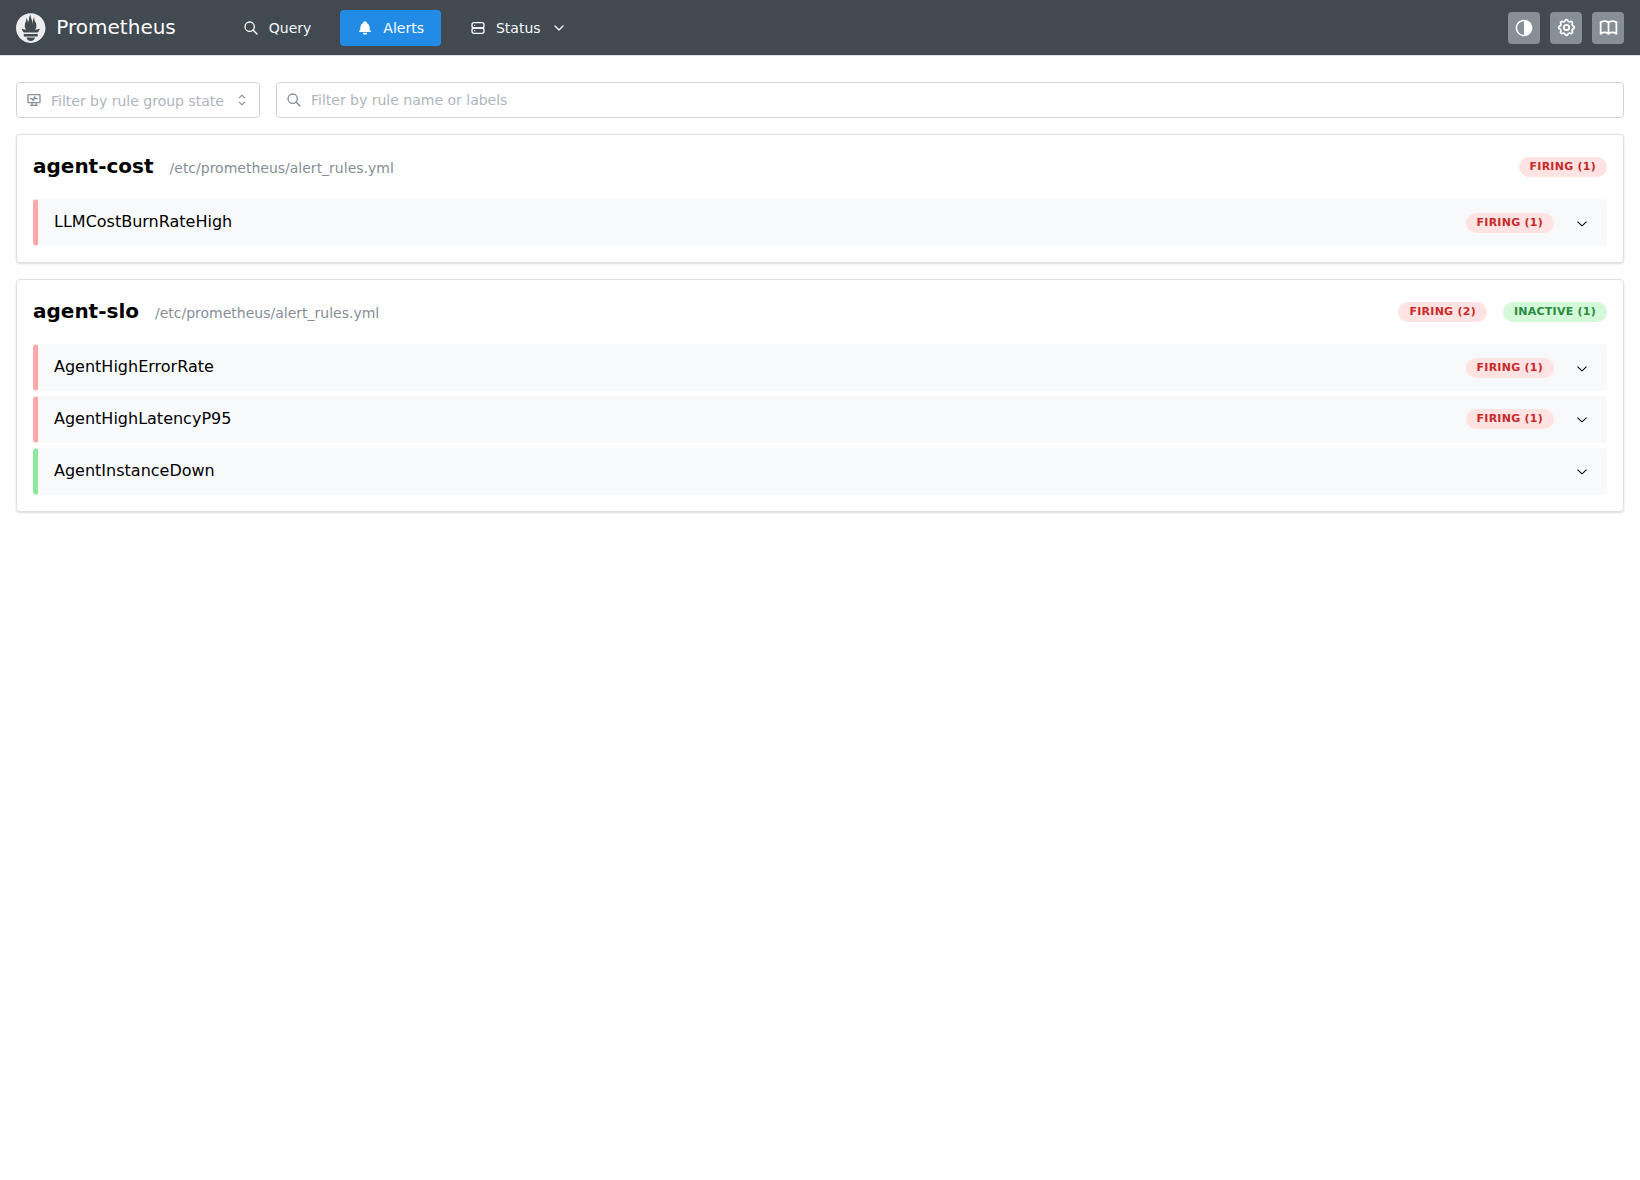 Prometheus Query Alerts Status
Filter by rule group state Filter by rule name or labels
agent-cost /etc/prometheus/alert_rules.yml FIRING (1)
LLMCostBurnRateHigh FIRING (1)
agent-slo /etc/prometheus/alert_rules.yml FIRING (2) INACTIVE (1)
AgentHighErrorRate FIRING (1)
AgentHighLatencyP95 FIRING (1)
AgentInstanceDown